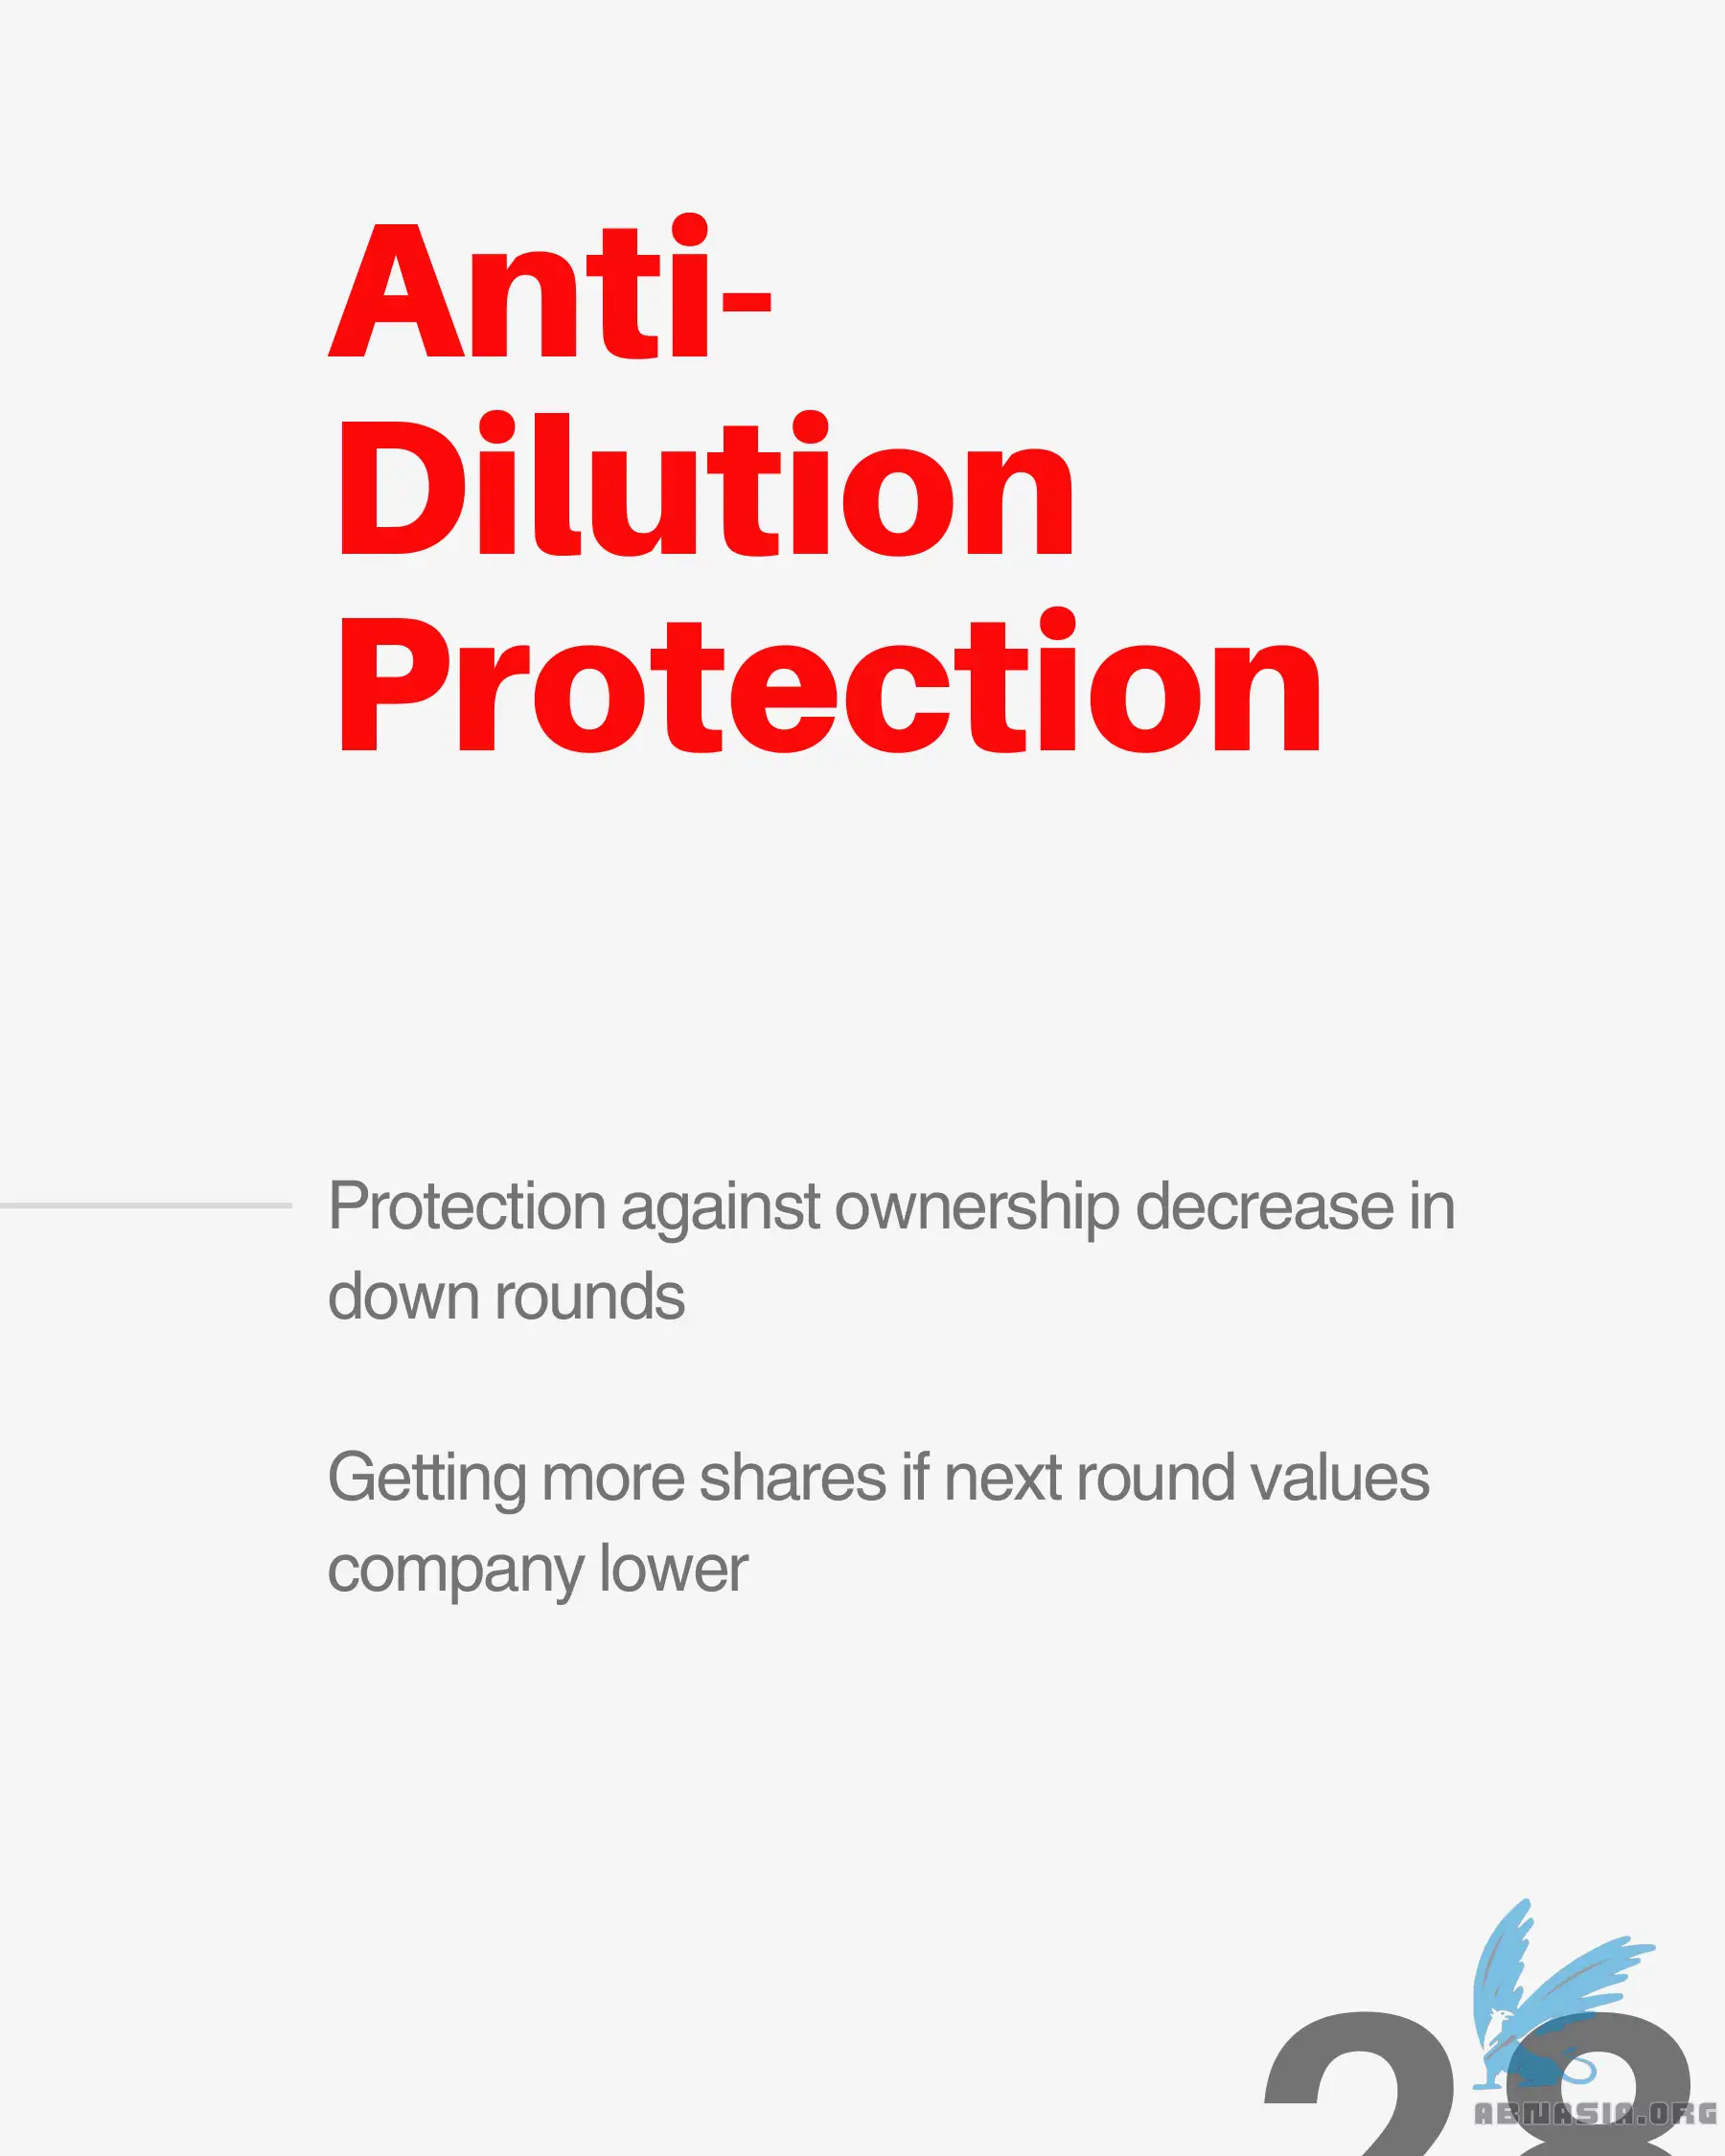 Anti-
Dilution
Protection
Protection against ownership decrease in
down rounds
Getting more shares if next round values
company lower
28
ABMASIA.ORG